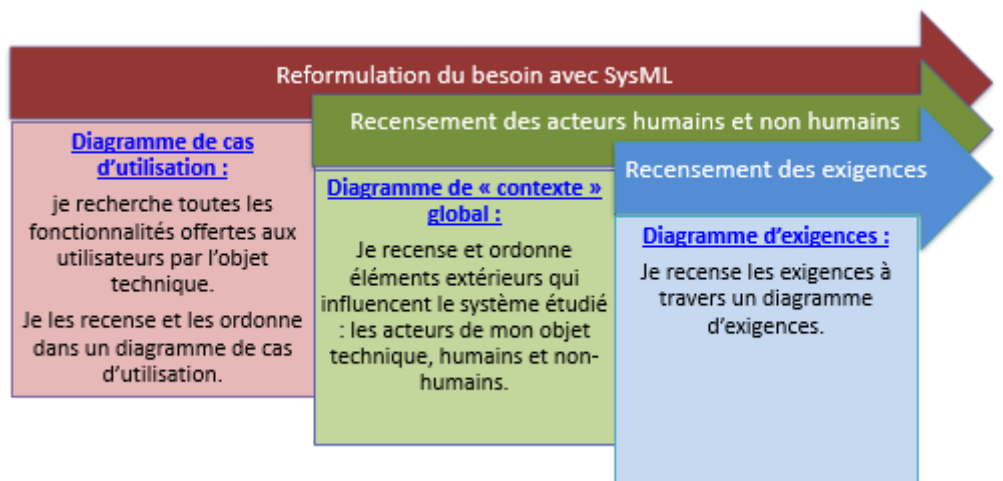 Reformulation du besoin avec SysML
Recensement des acteurs humains et non humains
Recensement des exigences
Diagramme de cas
d’utilisation :
je recherche toutes les
fonctionnalités offertes aux
utilisateurs par l’objet
technique.
Je les recense et les ordonne
dans un diagramme de cas
d’utilisation.
Diagramme de « contexte »
global :
Je recense et ordonne
éléments extérieurs qui
influencent le système étudié
: les acteurs de mon objet
technique, humains et non-
humains.
Diagramme d’exigences :
Je recense les exigences à
travers un diagramme
d’exigences.